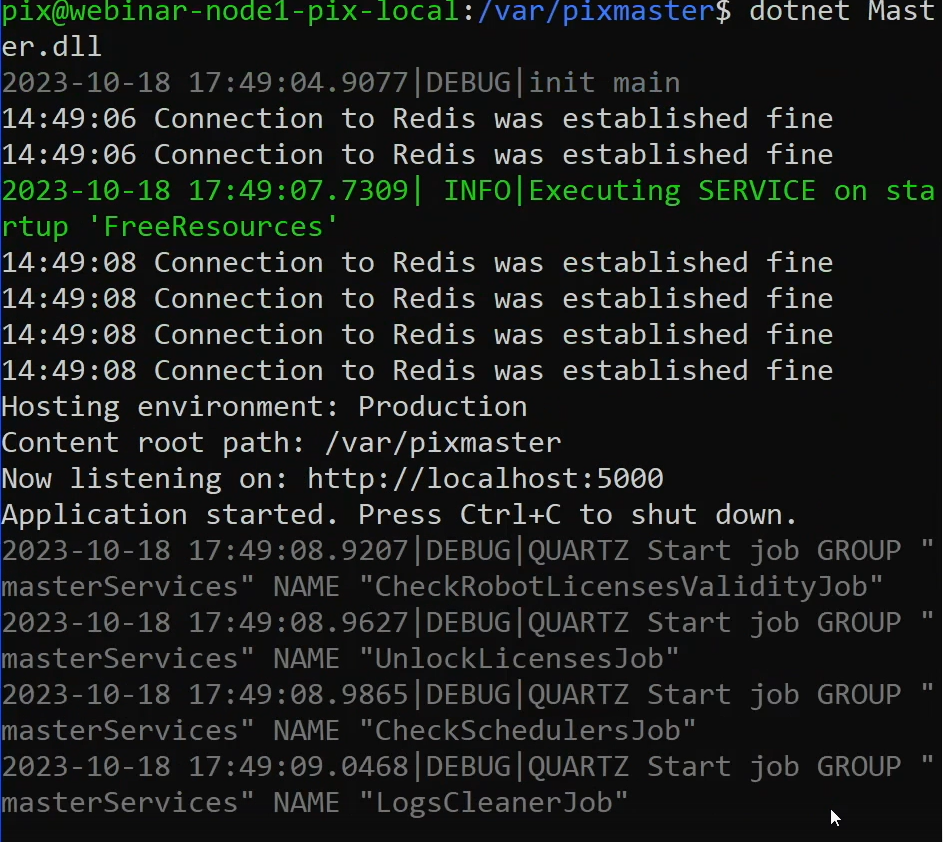 pix@webinar-node1-pix-local:/var/pixmaster$ dotnet Mast
er.dll
2023-10-18 17:49:04.9077|DEBUG|init main
14:49:06 Connection to Redis was established fine
14:49:06 Connection to Redis was established fine
2023-10-18 17:49:07.7309| INFO|Executing SERVICE on sta
rtup 'FreeResources'
14:49:08 Connection to Redis was established fine
14:49:08 Connection to Redis was established fine
14:49:08 Connection to Redis was established fine
14:49:08 Connection to Redis was established fine
Hosting environment: Production
Content root path: /var/pixmaster
Now listening on: http://localhost:5000
Application started. Press Ctrl+C to shut down.
2023-10-18 17:49:08.9207|DEBUG|QUARTZ Start job GROUP "
masterServices" NAME "CheckRobotLicensesValidityJob"
2023-10-18 17:49:08.9627|DEBUG|QUARTZ Start job GROUP "
masterServices" NAME "UnlockLicensesJob"
2023-10-18 17:49:08.9865|DEBUG|QUARTZ Start job GROUP "
masterServices" NAME "CheckSchedulersJob"
2023-10-18 17:49:09.0468|DEBUG|QUARTZ Start job GROUP "
masterServices" NAME "LogsCleanerJob"